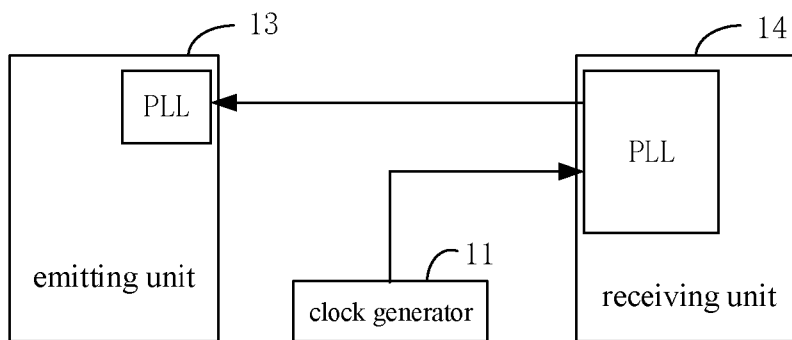 13
14
PLL
PLL
11
emitting unit
clock generator
receiving unit